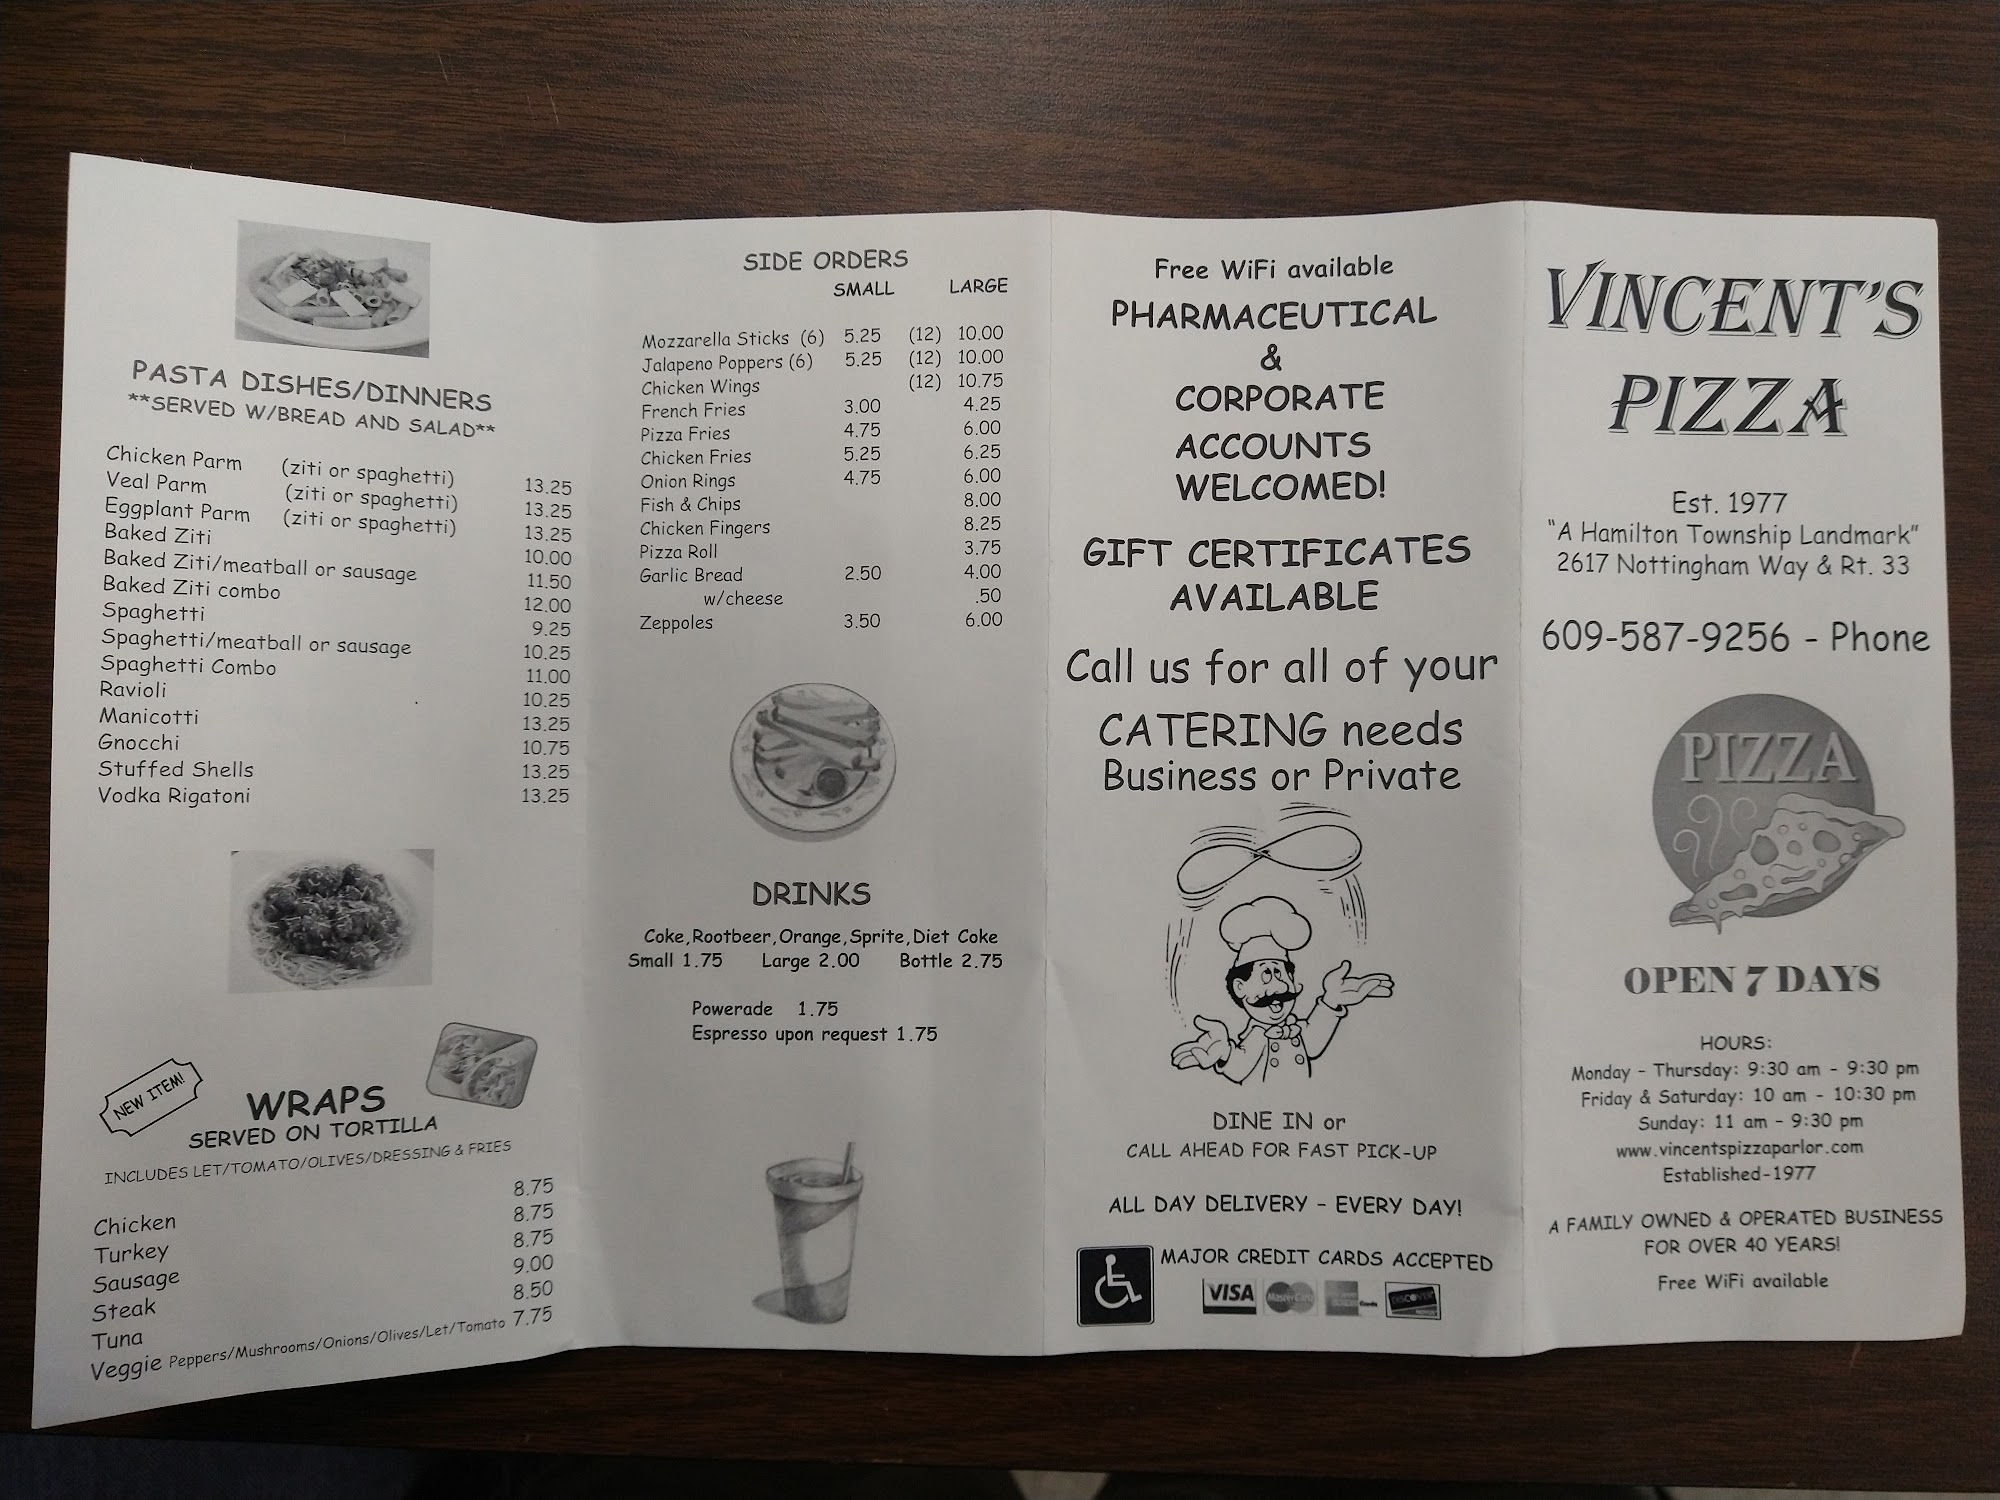 PASTA DISHES/DINNERS
**SERVED W/BREAD AND SALAD**
Chicken Parm (ziti or spaghetti) 13.25
Veal Parm (ziti or spaghetti) 13.25
Eggplant Parm (ziti or spaghetti) 13.25
Baked Ziti 10.00
Baked Ziti/meatball or sausage 11.50
Baked Ziti combo 12.00
Spaghetti 9.25
Spaghetti/meatball or sausage 10.25
Spaghetti Combo 11.00
Ravioli 10.25
Manicotti 13.25
Gnocchi 10.75
Stuffed Shells 13.25
Vodka Rigatoni 13.25
NEW ITEM!
WRAPS
SERVED ON TORTILLA
INCLUDES LET/TOMATO/OLIVES/DRESSING & FRIES
Chicken 8.75
Turkey 8.75
Sausage 8.75
Steak 9.00
Tuna 8.50
Veggie Peppers/Mushrooms/Onions/Olives/Let/Tomato 7.75
SIDE ORDERS
SMALL LARGE
Mozzarella Sticks (6) 5.25 (12) 10.00
Jalapeno Poppers (6) 5.25 (12) 10.00
Chicken Wings (12) 10.75
French Fries 3.00 4.25
Pizza Fries 4.75 6.00
Chicken Fries 5.25 6.25
Onion Rings 4.75 6.00
Fish & Chips 8.00
Chicken Fingers 8.25
Pizza Roll 3.75
Garlic Bread 2.50 4.00
w/cheese .50
Zeppoles 3.50 6.00
DRINKS
Coke,Rootbeer,Orange,Sprite,Diet Coke
Small 1.75 Large 2.00 Bottle 2.75
Powerade 1.75
Espresso upon request 1.75
Free WiFi available
PHARMACEUTICAL
&
CORPORATE
ACCOUNTS
WELCOMED!
GIFT CERTIFICATES
AVAILABLE
Call us for all of your
CATERING needs
Business or Private
DINE IN or
CALL AHEAD FOR FAST PICK-UP
ALL DAY DELIVERY - EVERY DAY!
MAJOR CREDIT CARDS ACCEPTED
VISA MasterCard Cards DISCOVER
VINCENT'S
PIZZA
Est. 1977
"A Hamilton Township Landmark"
2617 Nottingham Way & Rt. 33
609-587-9256 - Phone
PIZZA
OPEN 7 DAYS
HOURS:
Monday - Thursday: 9:30 am - 9:30 pm
Friday & Saturday: 10 am - 10:30 pm
Sunday: 11 am - 9:30 pm
www.vincentspizzaparlor.com
Established-1977
A FAMILY OWNED & OPERATED BUSINESS
FOR OVER 40 YEARS!
Free WiFi available